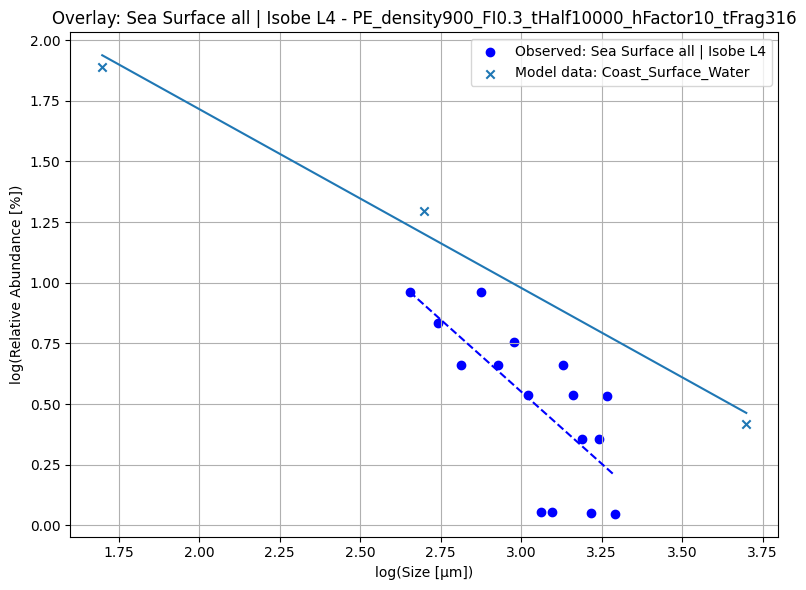 Overlay: Sea Surface all | Isobe L4 - PE_density900_FI0.3_tHalf10000_hFactor10_tFrag316
Observed: Sea Surface all | Isobe L4
Model data: Coast_Surface_Water
log(Relative Abundance [%])
2.00
1.75
1.50
1.25
1.00
0.75
0.50
0.25
0.00
1.75 2.00 2.25 2.50 2.75 3.00 3.25 3.50 3.75
log(Size [μm])